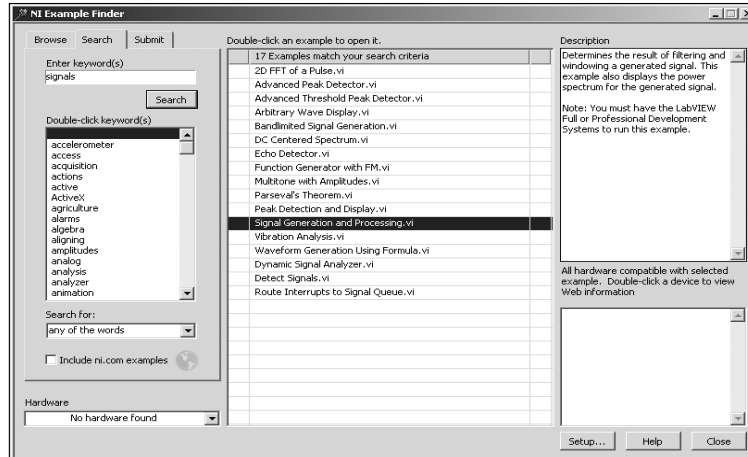 NI Example Finder
Browse
Search
Submit
Enter keyword(s)
signals
Search
Double-click keyword(s)
accelerometer
access
acquisition
actions
active
ActiveX
agriculture
alarms
algebra
aligning
amplitudes
analog
analysis
analyzer
animation
Search for:
any of the words
Include ni.com examples
Hardware
No hardware found
Double-click an example to open it.
17 Examples match your search criteria
2D FFT of a Pulse.vi
Advanced Peak Detector.vi
Advanced Threshold Peak Detector.vi
Arbitrary Wave Display.vi
Bandlimited Signal Generation.vi
DC Centered Spectrum.vi
Echo Detector.vi
Function Generator with FM.vi
Multitone with Amplitudes.vi
Parseval's Theorem.vi
Peak Detection and Display.vi
Signal Generation and Processing.vi
Vibration Analysis.vi
Waveform Generation Using Formula.vi
Dynamic Signal Analyzer.vi
Detect Signals.vi
Route Interrupts to Signal Queue.vi
Description
Determines the result of filtering and
windowing a generated signal. This
example also displays the power
spectrum for the generated signal.
Note: You must have the LabVIEW
Full or Professional Development
Systems to run this example.
All hardware compatible with selected
example. Double-click a device to view
Web information
Setup...
Help
Close